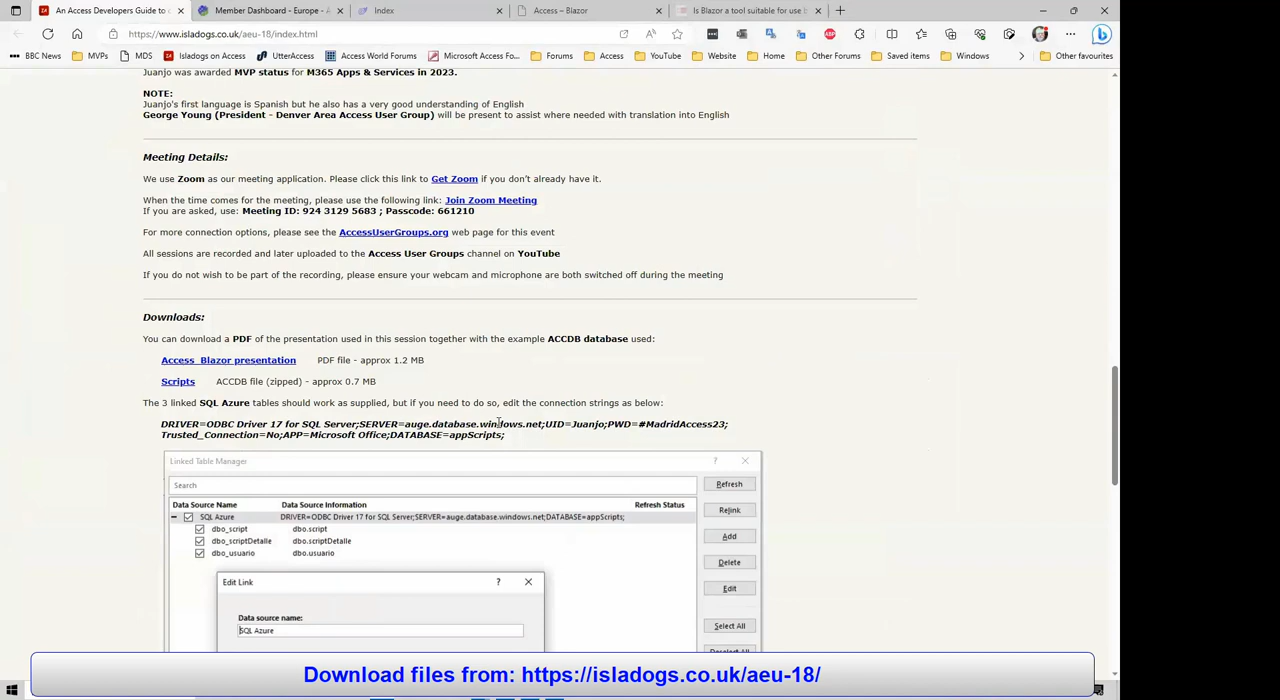 An Access Developers Guide to
Member Dashboard - Europe - A
Index
Access – Blazor
Is Blazor a tool suitable for use b
https://www.isladogs.co.uk/aeu-18/index.html
BBC News
MVPs
MDS
Isladogs on Access
UtterAccess
Access World Forums
Microsoft Access Fo...
Forums
Access
YouTube
Website
Home
Other Forums
Saved items
Windows
Other favourites
Juanjo was awarded MVP status for M365 Apps & Services in 2023.
NOTE:
Juanjo's first language is Spanish but he also has a very good understanding of English
George Young (President - Denver Area Access User Group) will be present to assist where needed with translation into English
Meeting Details:
We use Zoom as our meeting application. Please click this link to Get Zoom if you don't already have it.
When the time comes for the meeting, please use the following link: Join Zoom Meeting
If you are asked, use: Meeting ID: 924 3129 5683 ; Passcode: 661210
For more connection options, please see the AccessUserGroups.org web page for this event
All sessions are recorded and later uploaded to the Access User Groups channel on YouTube
If you do not wish to be part of the recording, please ensure your webcam and microphone are both switched off during the meeting
Downloads:
You can download a PDF of the presentation used in this session together with the example ACCDB database used:
Access_Blazor presentation PDF file - approx 1.2 MB
Scripts ACCDB file (zipped) - approx 0.7 MB
The 3 linked SQL Azure tables should work as supplied, but if you need to do so, edit the connection strings as below:
DRIVER=ODBC Driver 17 for SQL Server;SERVER=auge.database.windows.net;UID=Juanjo;PWD=#MadridAccess23;
Trusted_Connection=No;APP=Microsoft Office;DATABASE=appScripts;
Linked Table Manager
Search
Refresh
Data Source Name Data Source Information Refresh Status
SQL Azure DRIVER=ODBC Driver 17 for SQL Server;SERVER=auge.database.windows.net;DATABASE=appScripts;
Relink
dbo_script dbo.script
dbo_scriptDetalle dbo.scriptDetalle
Add
dbo_usuario dbo.usuario
Delete
Edit Link
Edit
Data source name:
SQL Azure
Select All
Deselect All
Download files from: https://isladogs.co.uk/aeu-18/